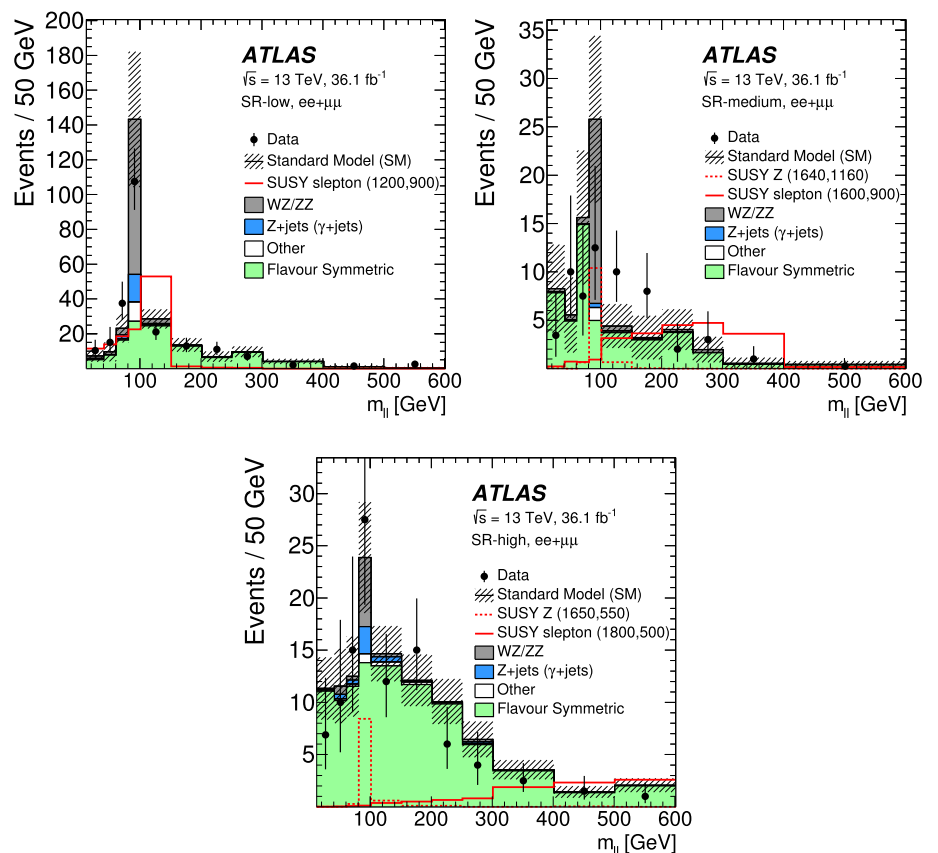 Events / 50 GeV
200
180
160
140
120
100
80
60
40
20
ATLAS
√s = 13 TeV, 36.1 fb⁻¹
SR-low, ee+μμ
Data
Standard Model (SM)
SUSY slepton (1200,900)
WZ/ZZ
Z+jets (γ+jets)
Other
Flavour Symmetric
100 200 300 400 500 600
m_ll [GeV]
Events / 50 GeV
35
30
25
20
15
10
5
ATLAS
√s = 13 TeV, 36.1 fb⁻¹
SR-medium, ee+μμ
Data
Standard Model (SM)
SUSY Z (1640,1160)
SUSY slepton (1600,900)
WZ/ZZ
Z+jets (γ+jets)
Other
Flavour Symmetric
100 200 300 400 500 600
m_ll [GeV]
Events / 50 GeV
30
25
20
15
10
5
ATLAS
√s = 13 TeV, 36.1 fb⁻¹
SR-high, ee+μμ
Data
Standard Model (SM)
SUSY Z (1650,550)
SUSY slepton (1800,500)
WZ/ZZ
Z+jets (γ+jets)
Other
Flavour Symmetric
100 200 300 400 500 600
m_ll [GeV]